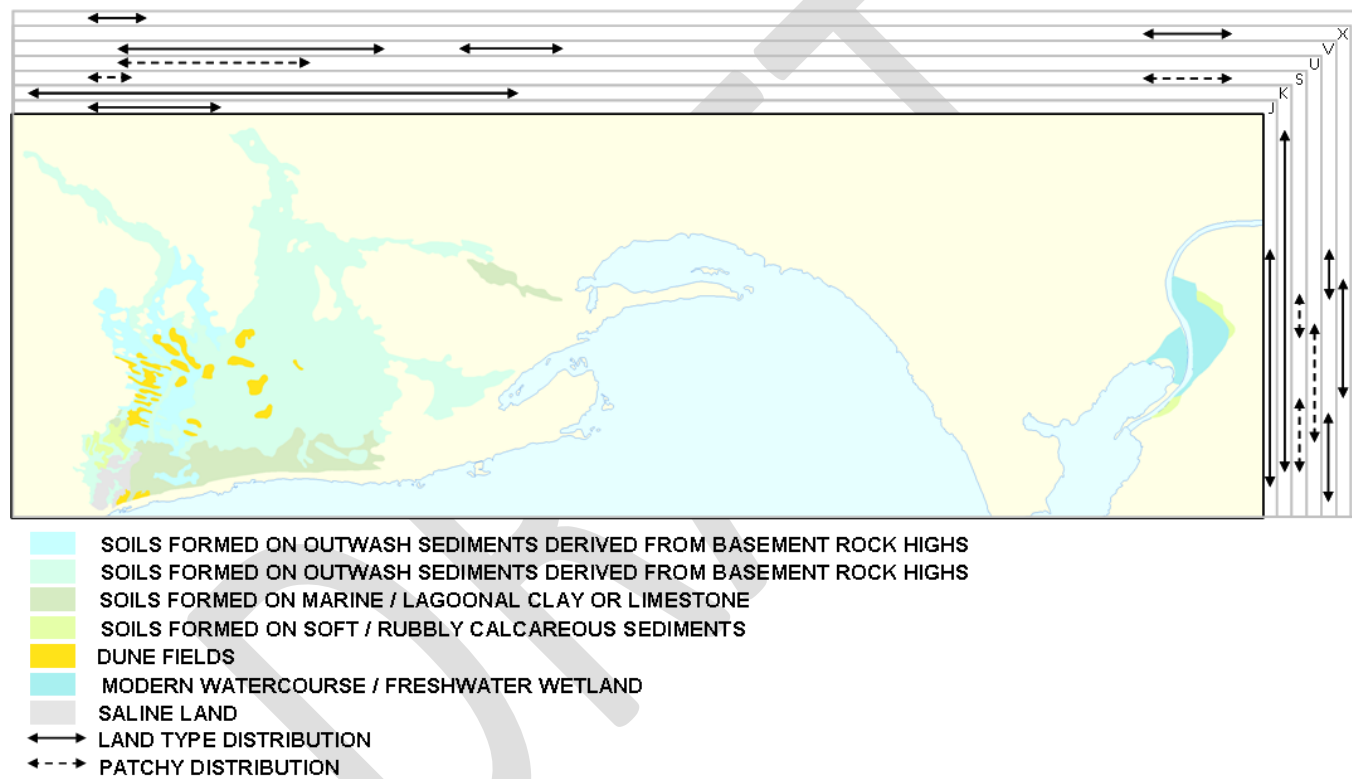 X
V
U
S
K
J
SOILS FORMED ON OUTWASH SEDIMENTS DERIVED FROM BASEMENT ROCK HIGHS
SOILS FORMED ON OUTWASH SEDIMENTS DERIVED FROM BASEMENT ROCK HIGHS
SOILS FORMED ON MARINE / LAGOONAL CLAY OR LIMESTONE
SOILS FORMED ON SOFT / RUBBLY CALCAREOUS SEDIMENTS
DUNE FIELDS
MODERN WATERCOURSE / FRESHWATER WETLAND
SALINE LAND
LAND TYPE DISTRIBUTION
PATCHY DISTRIBUTION